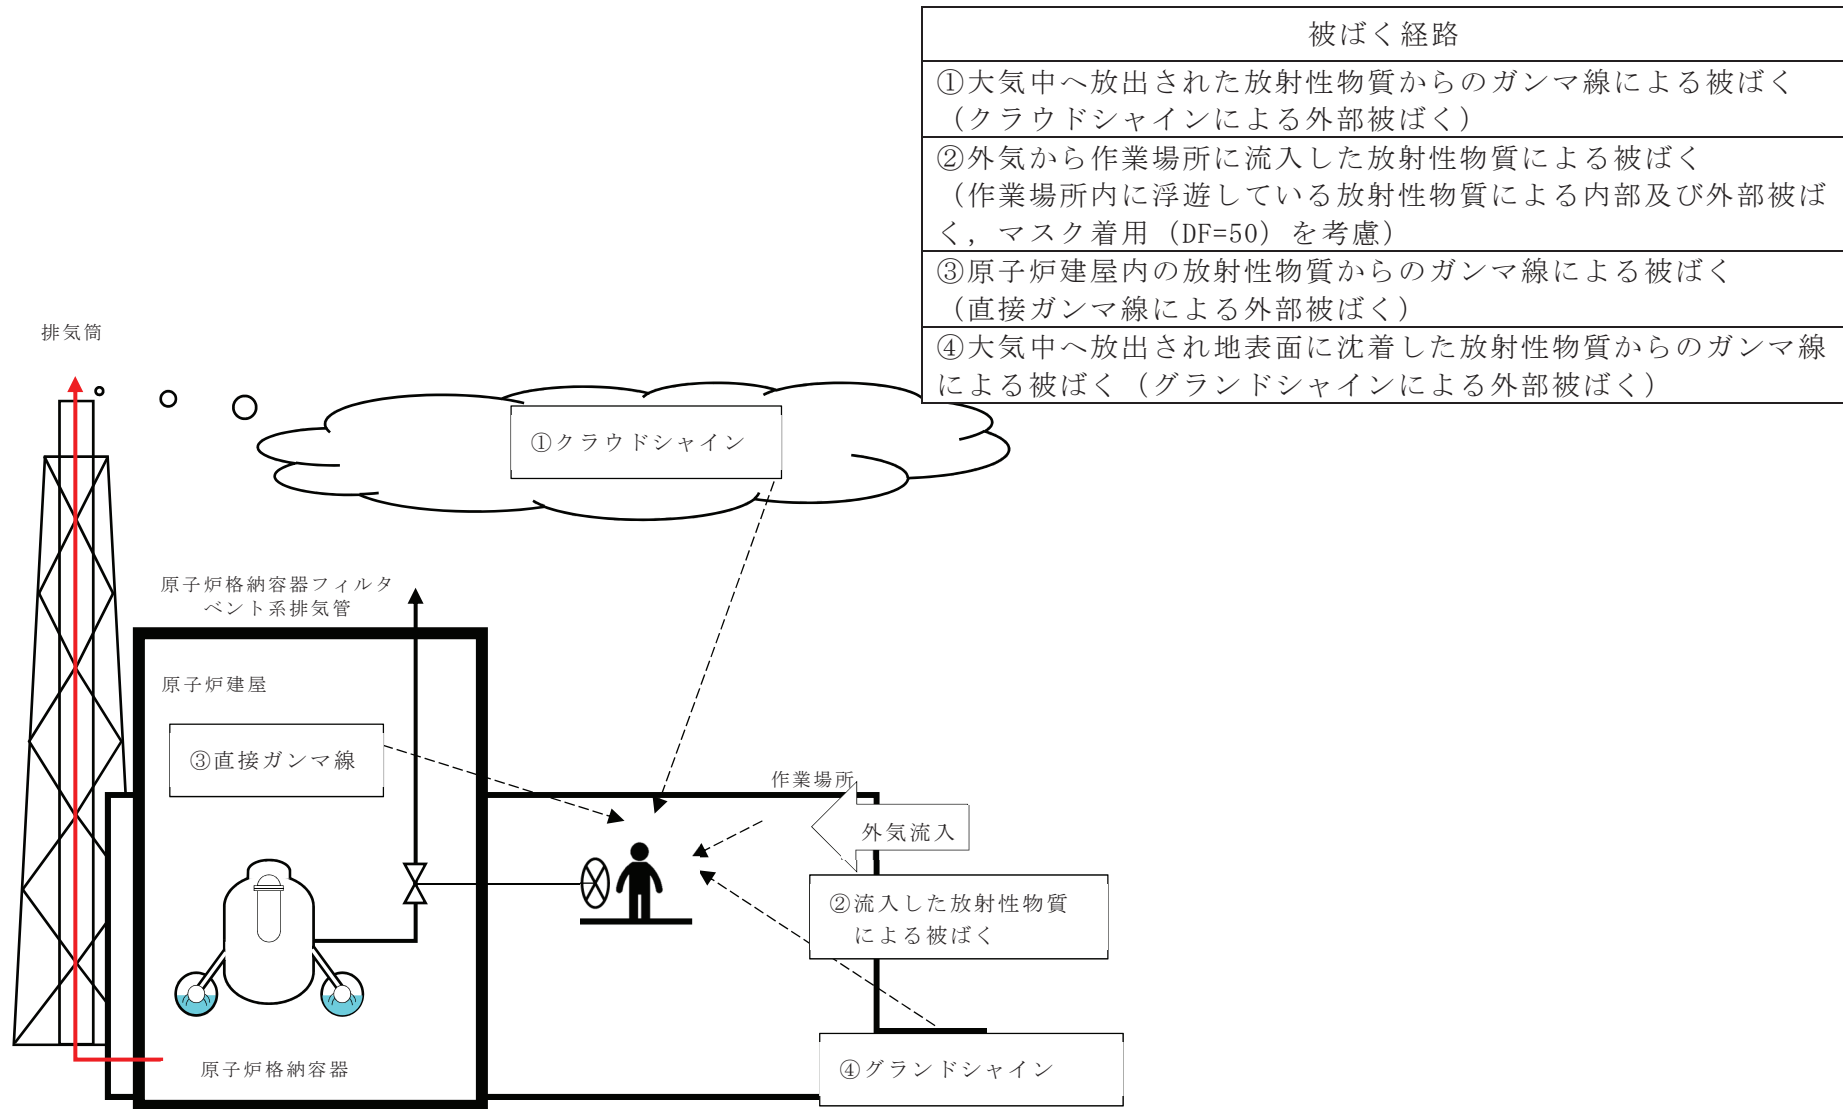 被ばく経路
①大気中へ放出された放射性物質からのガンマ線による被ばく
（クラウドシャインによる外部被ばく）
②外気から作業場所に流入した放射性物質による被ばく
（作業場所内に浮遊している放射性物質による内部及び外部被ば
く，マスク着用（DF=50）を考慮）
③原子炉建屋内の放射性物質からのガンマ線による被ばく
（直接ガンマ線による外部被ばく）
④大気中へ放出され地表面に沈着した放射性物質からのガンマ線
による被ばく（グランドシャインによる外部被ばく）
排気筒
①クラウドシャイン
原子炉格納容器フィルタ
ベント系排気管
原子炉建屋
③直接ガンマ線
作業場所
外気流入
②流入した放射性物質
による被ばく
原子炉格納容器
④グランドシャイン